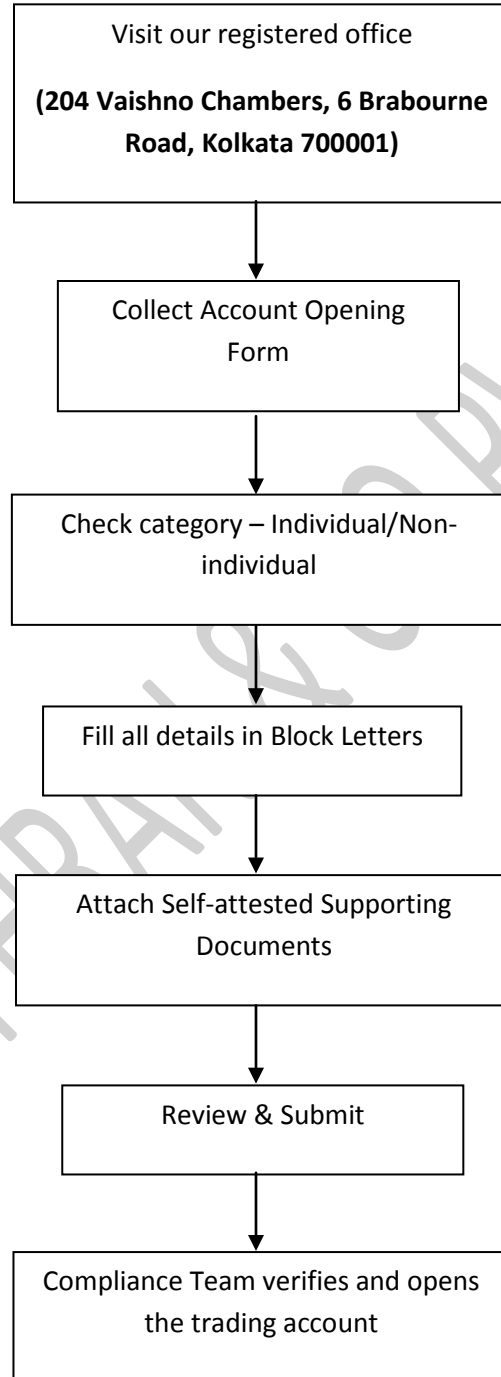 Visit our registered office
(204 Vaishno Chambers, 6 Brabourne
Road, Kolkata 700001)
Collect Account Opening
Form
Check category – Individual/Non-
individual
Fill all details in Block Letters
Attach Self-attested Supporting
Documents
Review & Submit
Compliance Team verifies and opens
the trading account